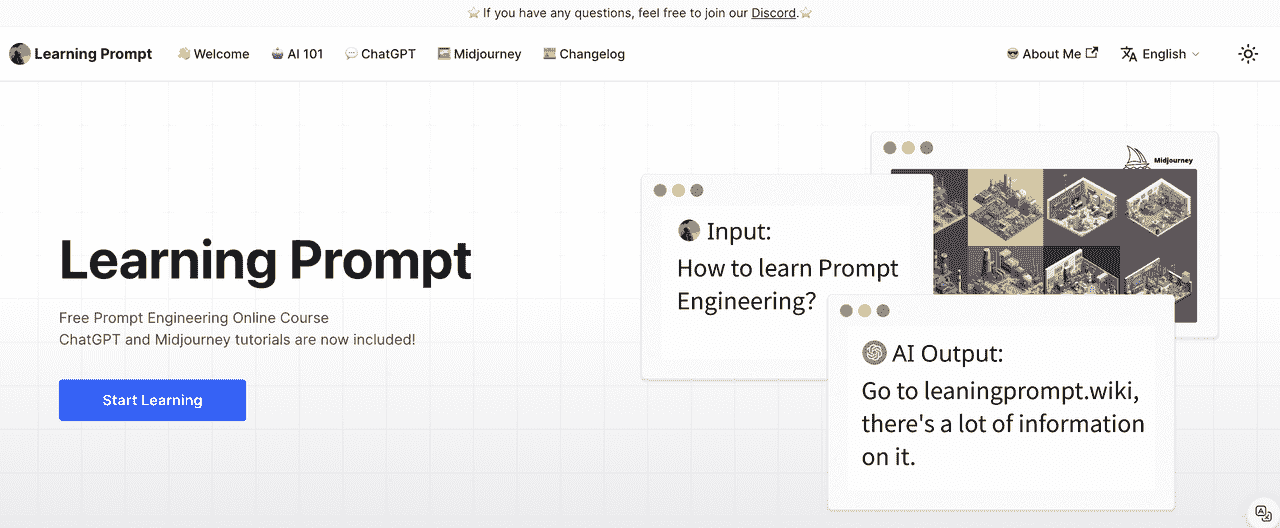 ⭐ If you have any questions, feel free to join our Discord.⭐
Learning Prompt
👋 Welcome
🤖 AI 101
💬 ChatGPT
🖼 Midjourney
🗓 Changelog
😎 About Me
English
Learning Prompt
Free Prompt Engineering Online Course
ChatGPT and Midjourney tutorials are now included!
Start Learning
Midjourney
Input:
How to learn Prompt
Engineering?
AI Output:
Go to leaningprompt.wiki,
there's a lot of information
on it.